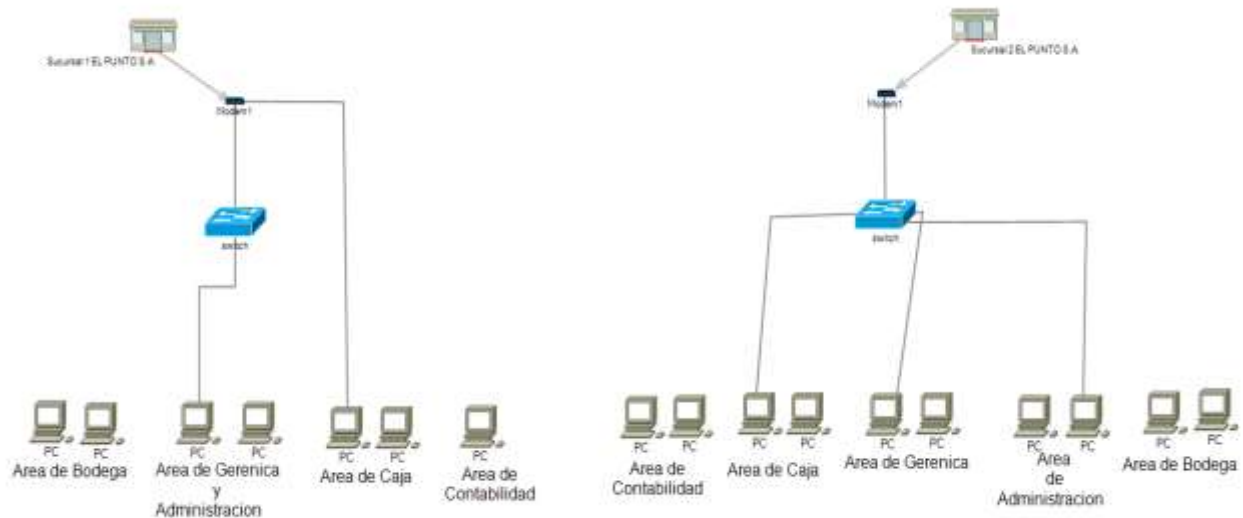 Sucursal 1 EL PUNTO S.A
Modem1
switch
PC
PC
Area de Bodega
PC
PC
Area de Gerenica
y
Administracion
PC
PC
Area de Caja
PC
Area de
Contabilidad
Sucursal 2 EL PUNTO S.A
Modem1
switch
PC
PC
Area de
Contabilidad
PC
PC
Area de Caja
PC
PC
Area de Gerenica
PC
PC
Area
de
Administracion
PC
PC
Area de Bodega